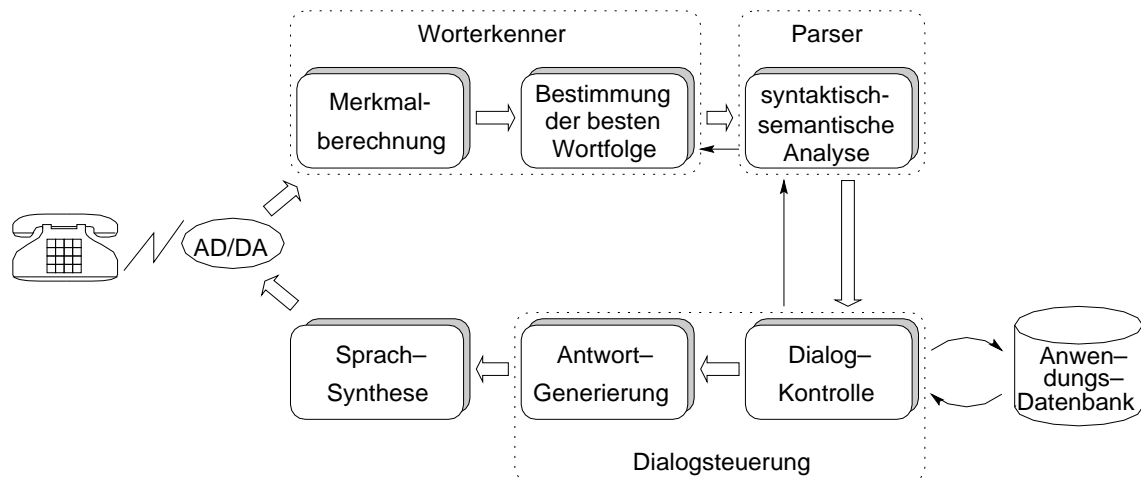 Worterkenner
Parser
Merkmal-
berechnung
Bestimmung
der besten
Wortfolge
syntaktisch-
semantische
Analyse
AD/DA
Sprach–
Synthese
Antwort–
Generierung
Dialog–
Kontrolle
Anwen–
dungs–
Datenbank
Dialogsteuerung